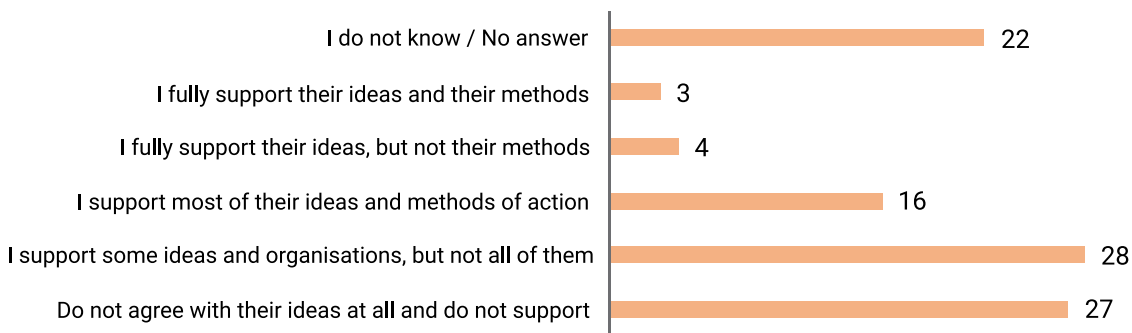 I do not know / No answer 22
I fully support their ideas and their methods 3
I fully support their ideas, but not their methods 4
I support most of their ideas and methods of action 16
I support some ideas and organisations, but not all of them 28
Do not agree with their ideas at all and do not support 27